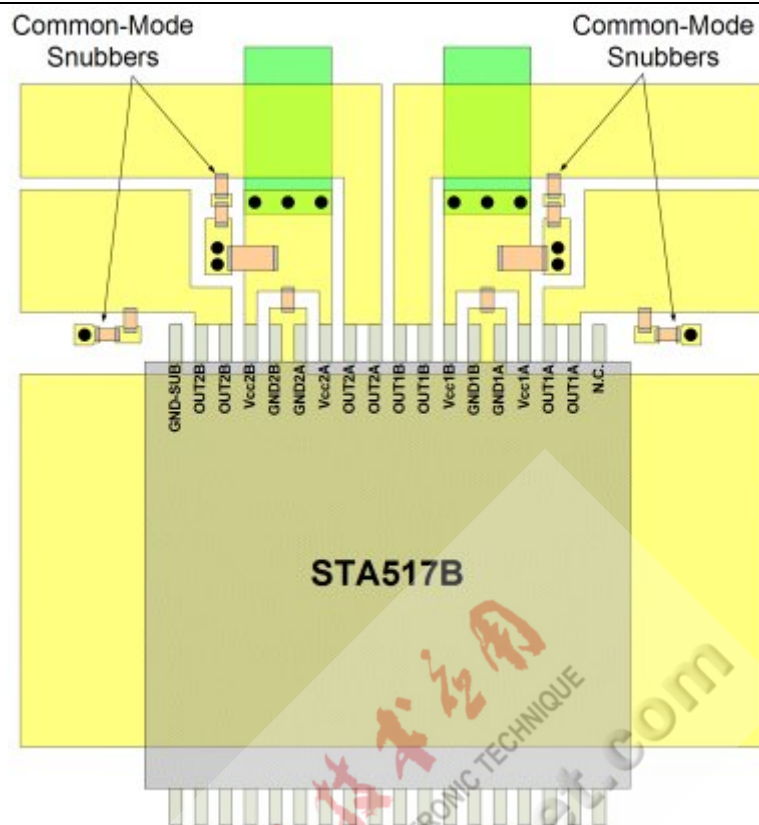 Common-Mode
Snubbers
Common-Mode
Snubbers
GND-SUB
OUT2B
OUT2B
Vcc2B
GND2B
GND2A
Vcc2A
OUT2A
OUT2A
OUT1B
OUT1B
Vcc1B
GND1B
GND1A
Vcc1A
OUT1A
OUT1A
N.C.
STA517B